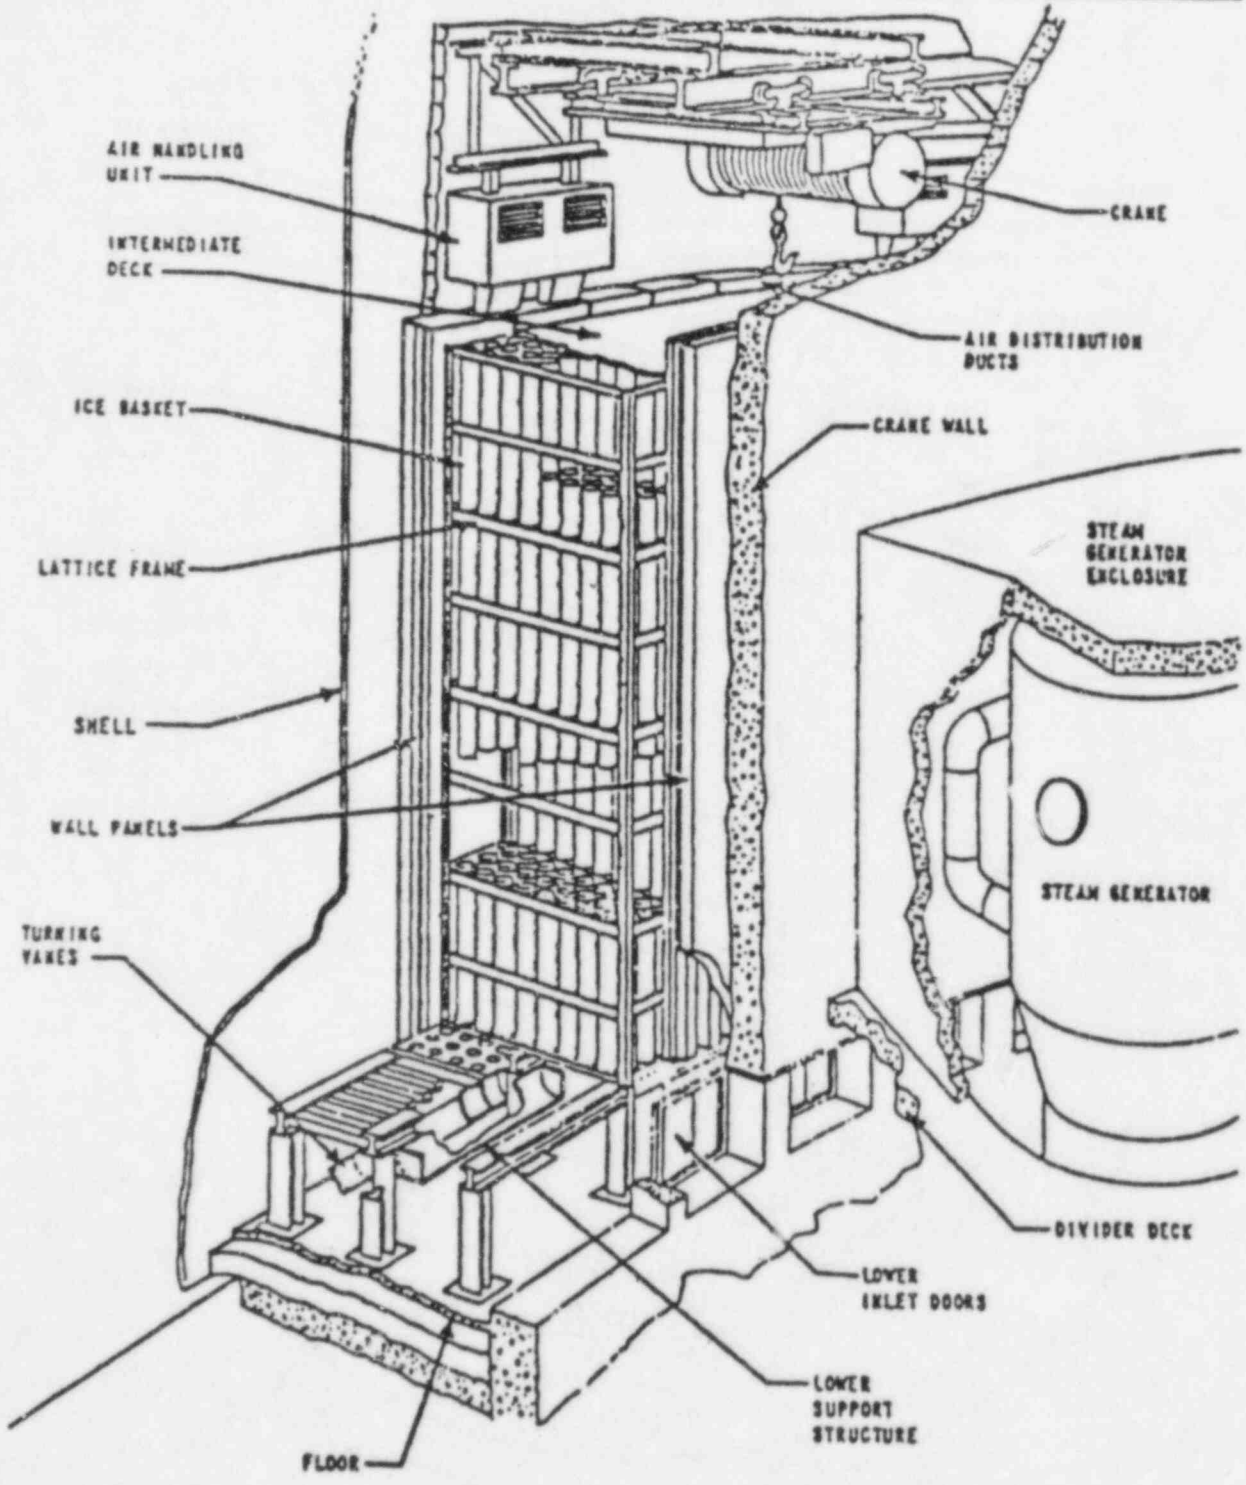 AIR HANDLING
UNIT
INTERMEDIATE
DECK
ICE BASKET
LATTICE FRAME
SHELL
WALL PANELS
TURNING
VANES
FLOOR
CRANE
AIR DISTRIBUTION
DUCTS
CRANE WALL
STEAM
GENERATOR
ENCLOSURE
STEAM GENERATOR
DIVIDER DECK
LOWER
INLET DOORS
LOWER
SUPPORT
STRUCTURE